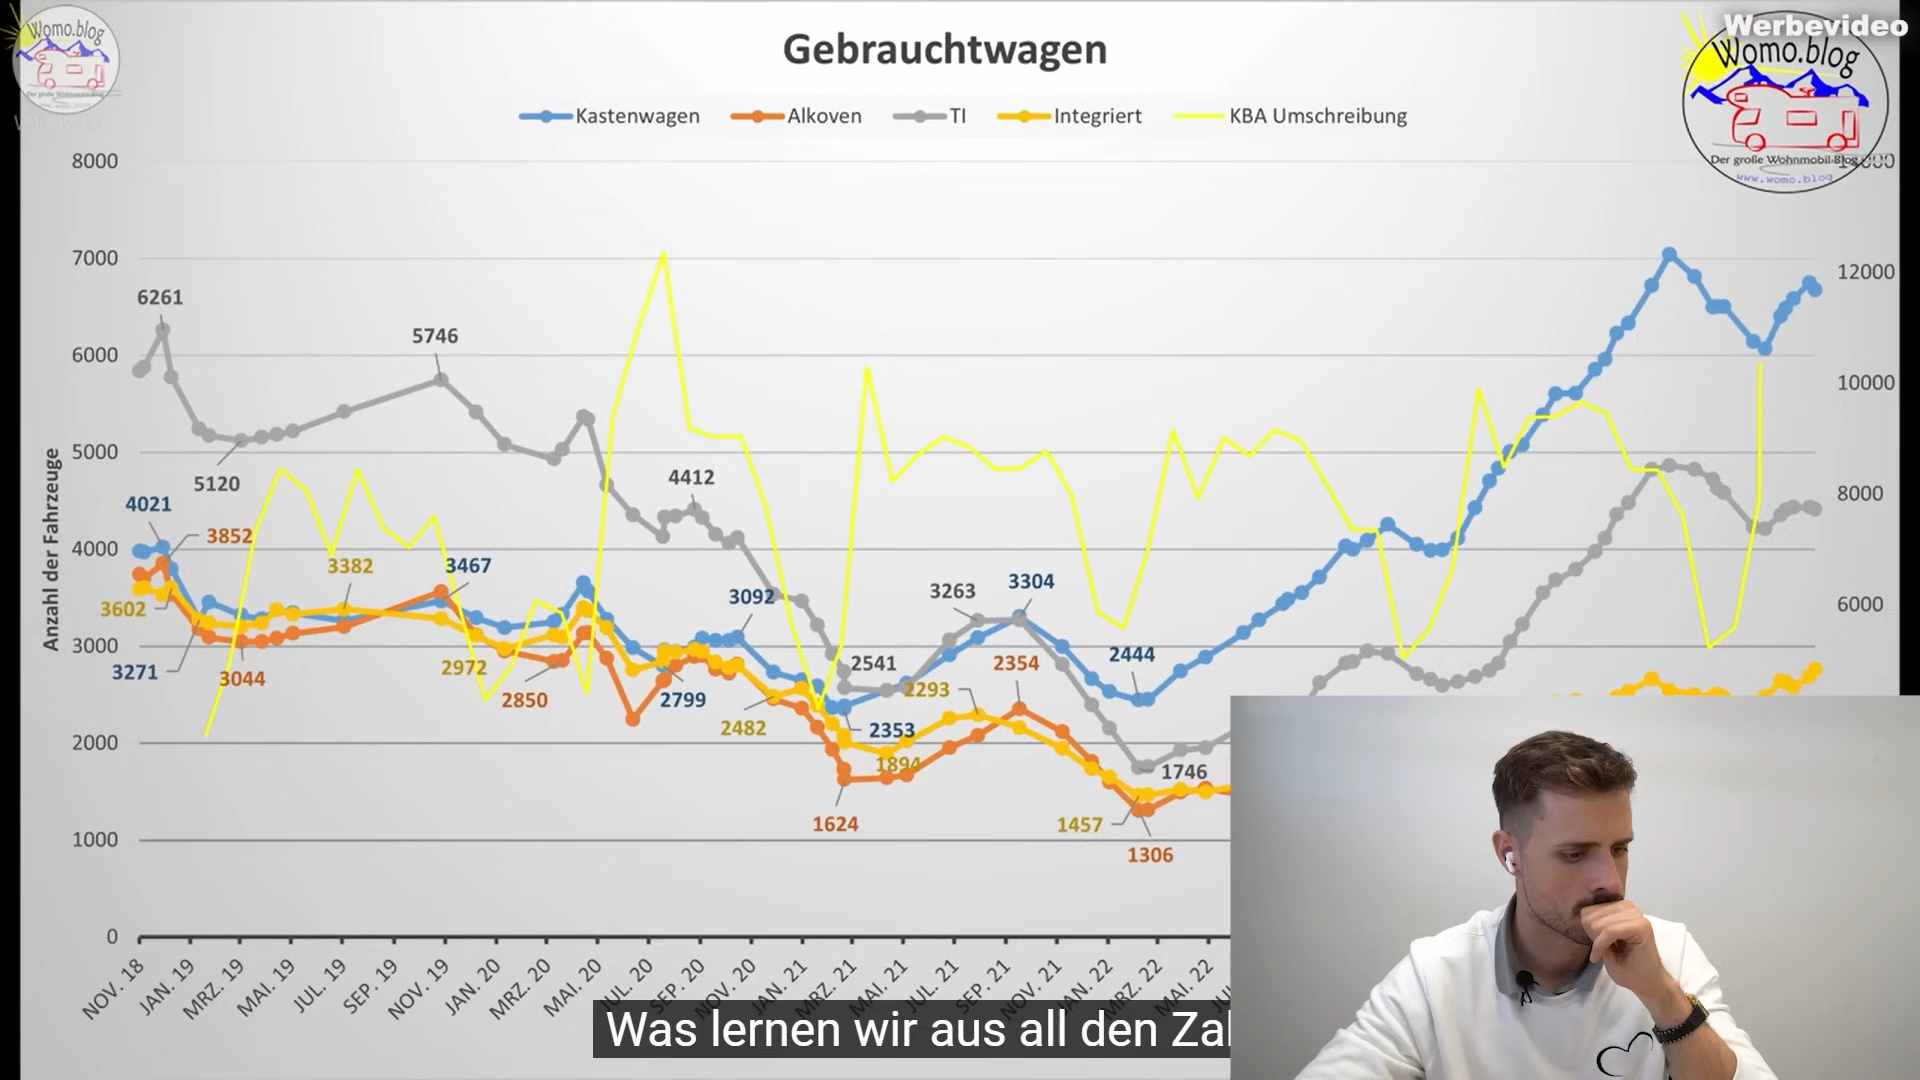 Womo.blog
Der große Wohnmobil-Blog
Werbevideo
Womo.blog
Der große Wohnmobil-Blog
www.womo.blog
Gebrauchtwagen
Kastenwagen Alkoven TI Integriert KBA Umschreibung
Anzahl der Fahrzeuge
8000
7000
6000
5000
4000
3000
2000
1000
0
12000
10000
8000
6000
6261
5746
5120
4412
4021
3852
3382
3467
3602
3271
3044
2972
2850
3092
2799
2482
3263
3304
2541
2293
2354
2444
2353
1894
1746
1624
1457
1306
NOV. 18
JAN. 19
MRZ. 19
MAI. 19
JUL. 19
SEP. 19
NOV. 19
JAN. 20
MRZ. 20
MAI. 20
JUL. 20
SEP. 20
NOV. 20
JAN. 21
MRZ. 21
MAI. 21
JUL. 21
SEP. 21
NOV. 21
JAN. 22
MRZ. 22
MAI. 22
Was lernen wir aus all den